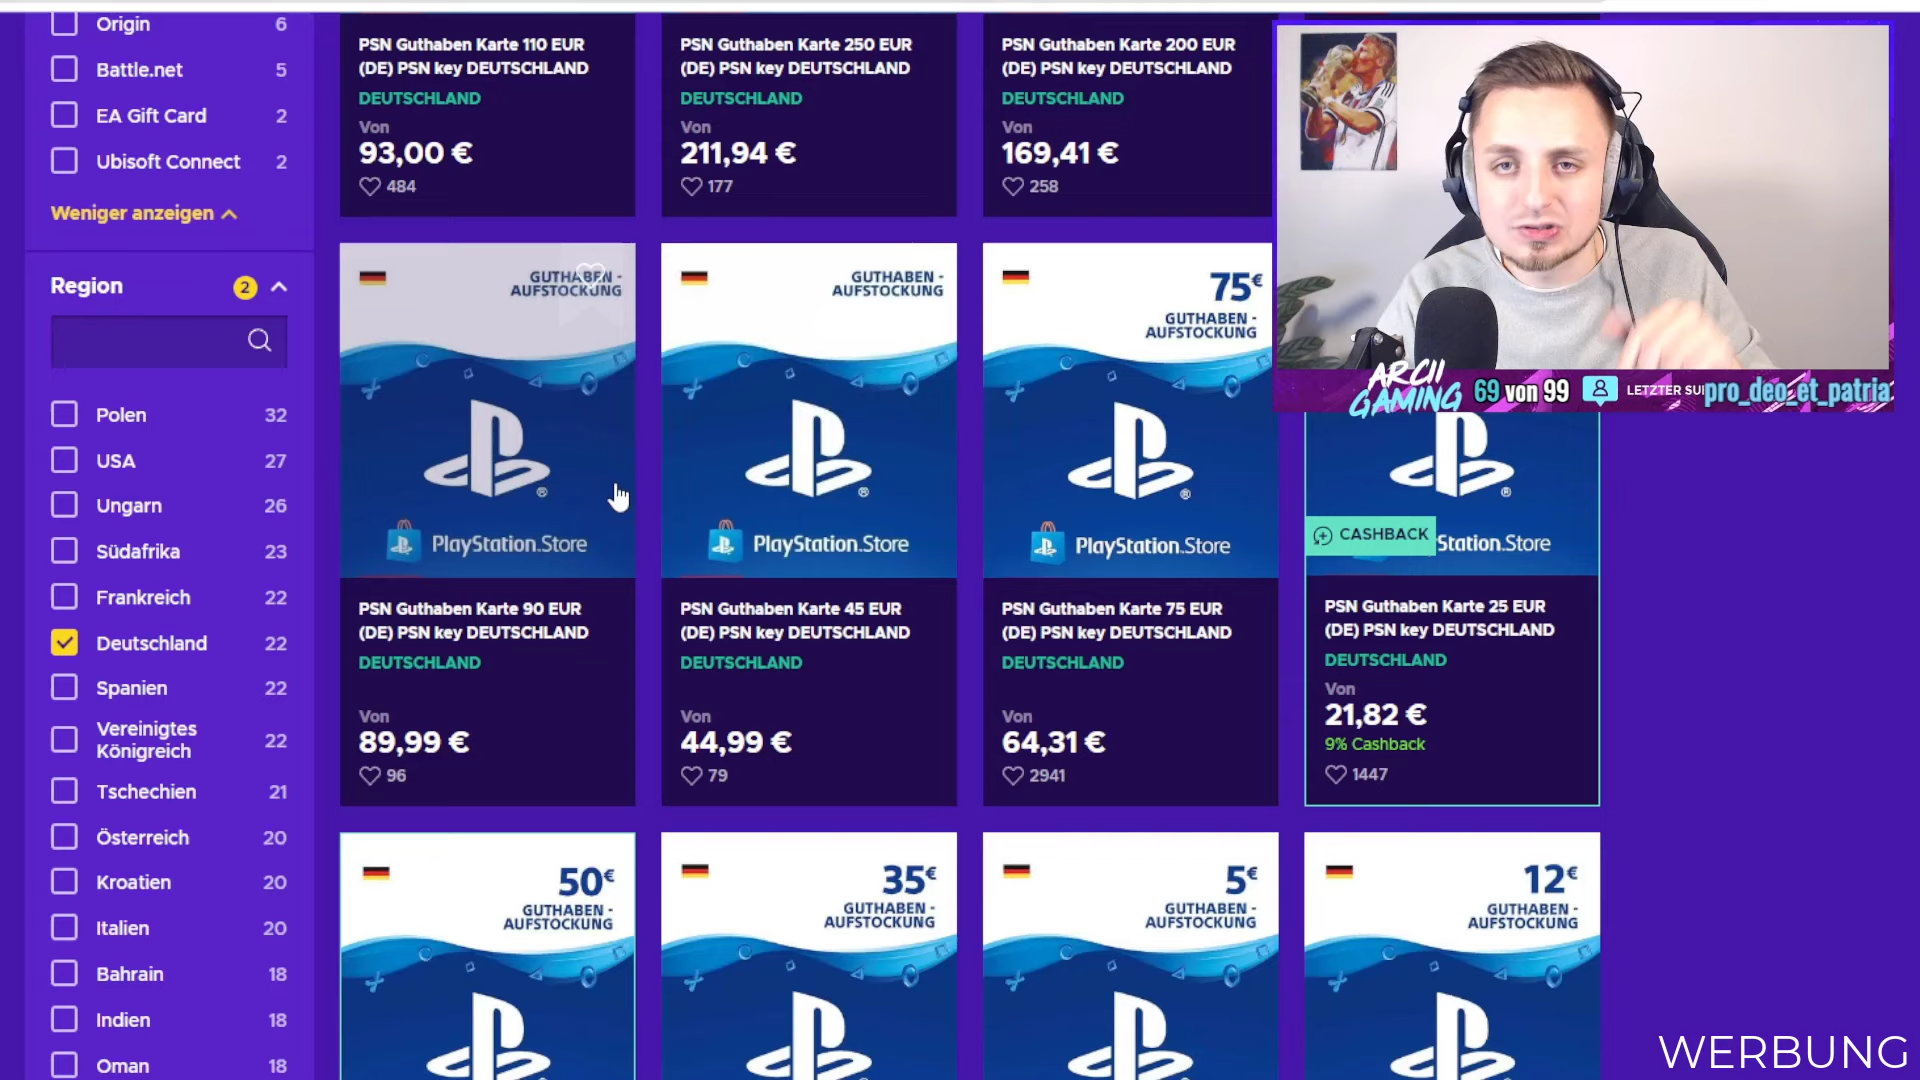 Origin 6
Battle.net 5
EA Gift Card 2
Ubisoft Connect 2
Weniger anzeigen
Region 2
Polen 32
USA 27
Ungarn 26
Südafrika 23
Frankreich 22
Deutschland 22
Spanien 22
Vereinigtes
Königreich 22
Tschechien 21
Österreich 20
Kroatien 20
Italien 20
Bahrain 18
Indien 18
Oman 18
PSN Guthaben Karte 110 EUR
(DE) PSN key DEUTSCHLAND
DEUTSCHLAND
Von
93,00 €
484
PSN Guthaben Karte 250 EUR
(DE) PSN key DEUTSCHLAND
DEUTSCHLAND
Von
211,94 €
177
PSN Guthaben Karte 200 EUR
(DE) PSN key DEUTSCHLAND
DEUTSCHLAND
Von
169,41 €
258
ARCII
GAMING
69 von 99
LETZTER SU
pro_deo_et_patria
GUTHABEN -
AUFSTOCKUNG
PlayStation.Store
PSN Guthaben Karte 90 EUR
(DE) PSN key DEUTSCHLAND
DEUTSCHLAND
Von
89,99 €
96
GUTHABEN -
AUFSTOCKUNG
PlayStation.Store
PSN Guthaben Karte 45 EUR
(DE) PSN key DEUTSCHLAND
DEUTSCHLAND
Von
44,99 €
79
75€
GUTHABEN -
AUFSTOCKUNG
PlayStation.Store
PSN Guthaben Karte 75 EUR
(DE) PSN key DEUTSCHLAND
DEUTSCHLAND
Von
64,31 €
2941
CASHBACK
Station.Store
PSN Guthaben Karte 25 EUR
(DE) PSN key DEUTSCHLAND
DEUTSCHLAND
Von
21,82 €
9% Cashback
1447
50€
GUTHABEN -
AUFSTOCKUNG
35€
GUTHABEN -
AUFSTOCKUNG
5€
GUTHABEN -
AUFSTOCKUNG
12€
GUTHABEN -
AUFSTOCKUNG
WERBUNG